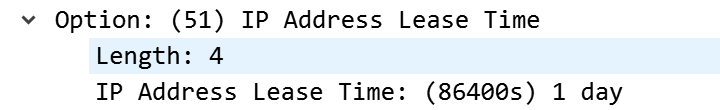 Option: (51) IP Address Lease Time
Length: 4
IP Address Lease Time: (86400s) 1 day